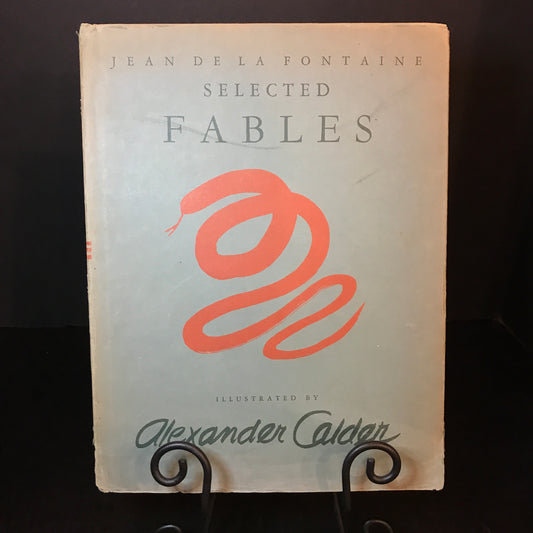 JEAN DE LA FONTAINE
SELECTED
FABLES
ILLUSTRATED BY
Alexander Calder